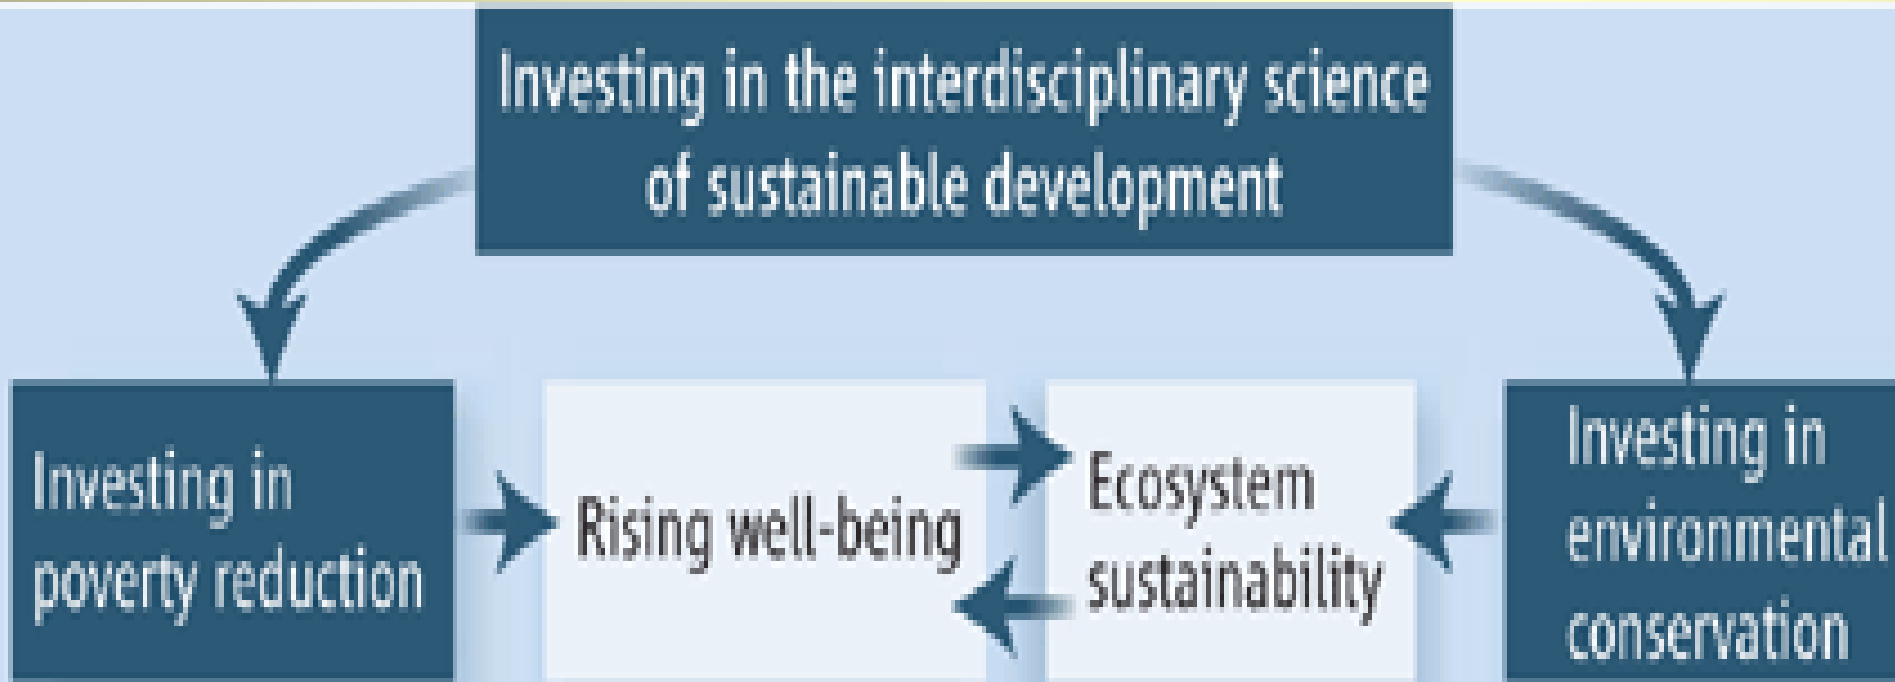 Investing in the interdisciplinary science
of sustainable development
Investing in
poverty reduction
Rising well-being
Ecosystem
sustainability
Investing in
environmental
conservation